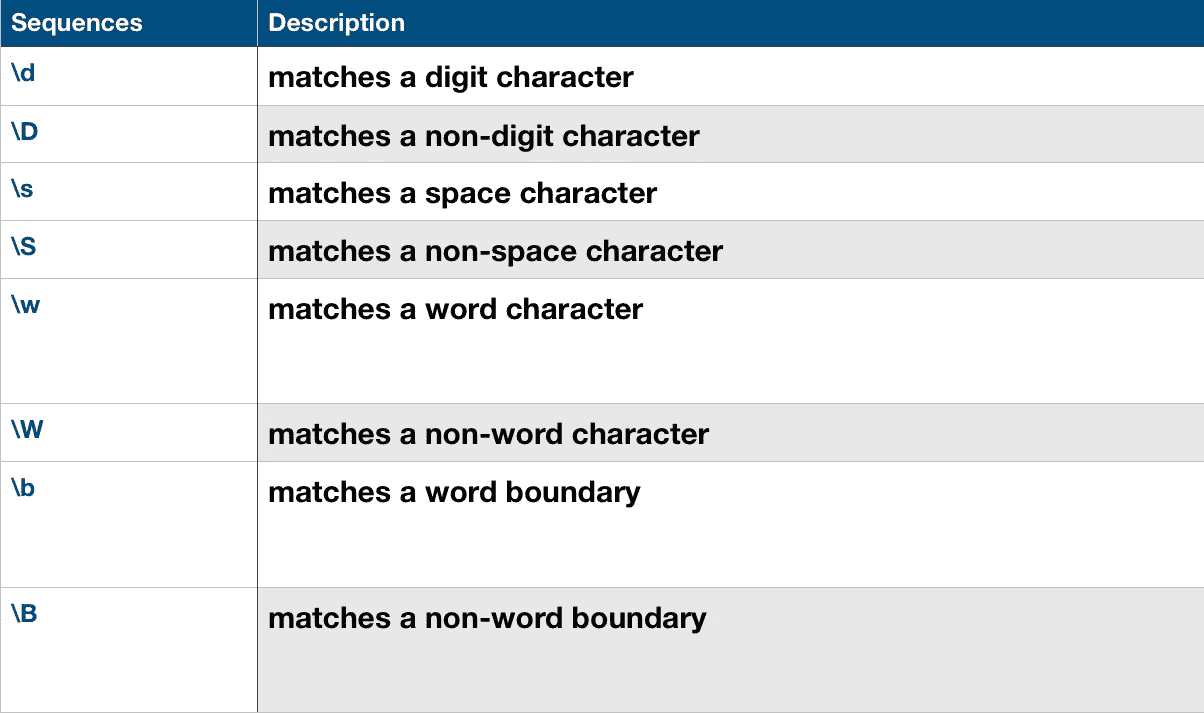 Sequences Description
\d matches a digit character
\D matches a non-digit character
\s matches a space character
\S matches a non-space character
\w matches a word character
\W matches a non-word character
\b matches a word boundary
\B matches a non-word boundary